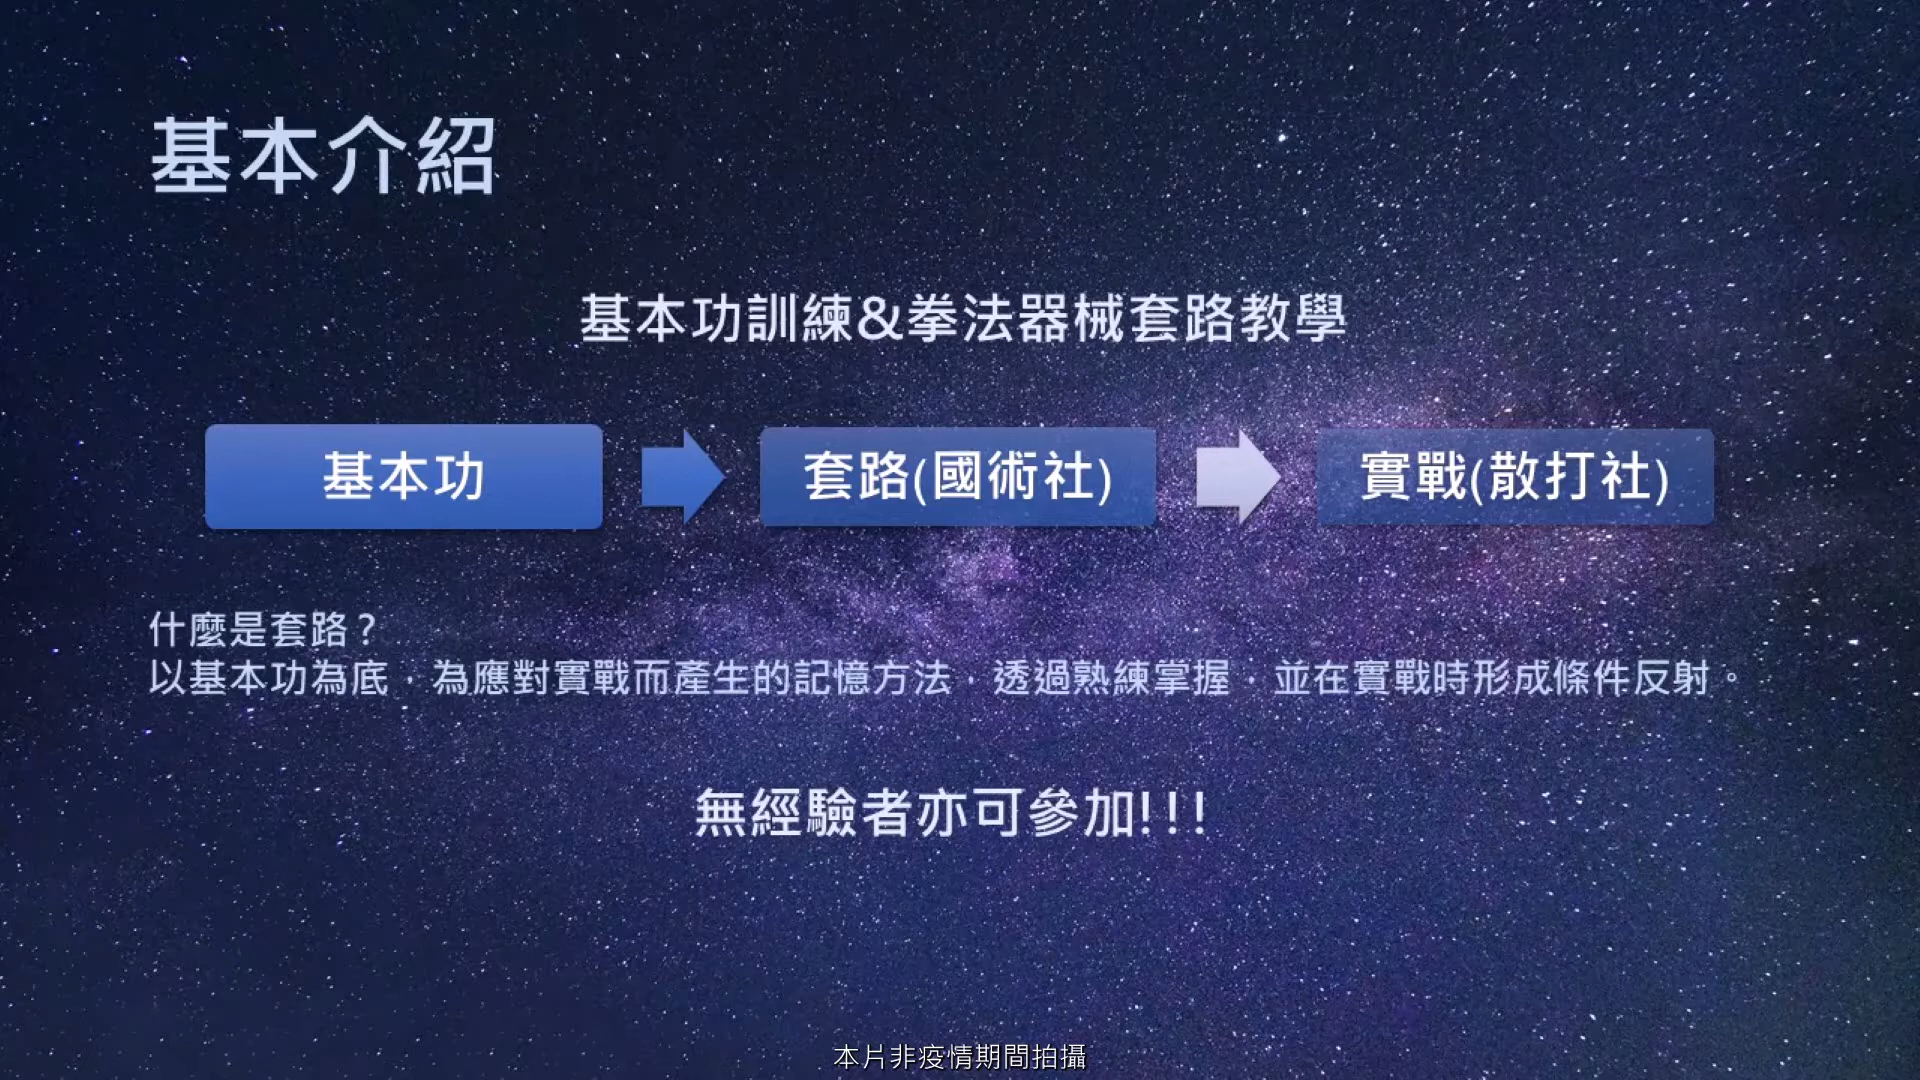 基本介紹
基本功訓練&拳法器械套路教學
基本功
套路(國術社)
實戰(散打社)
什麼是套路?
以基本功為底，為應對實戰而產生的記憶方法，透過熟練掌握，並在實戰時形成條件反射。
無經驗者亦可參加!!!
本片非疫情期間拍攝